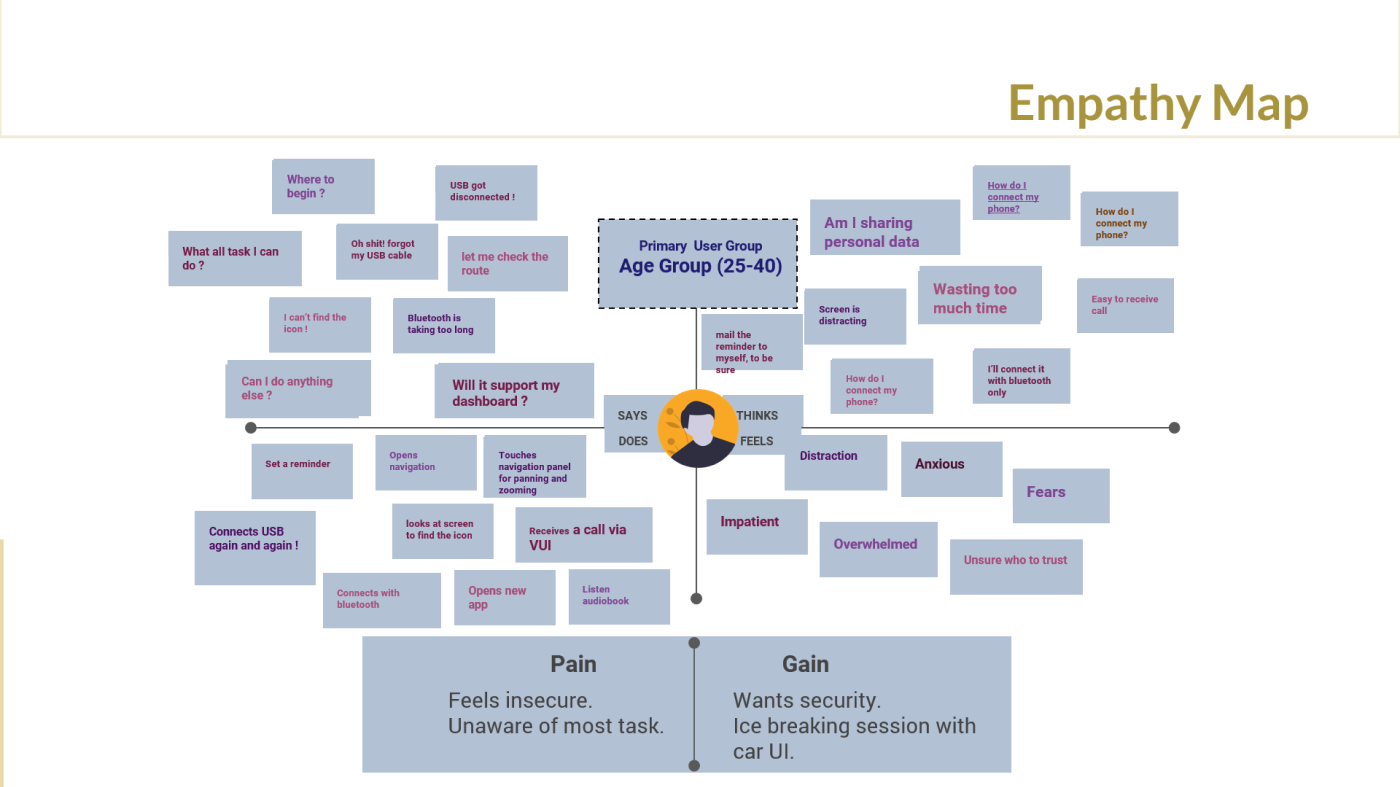 Empathy Map
Where to
begin ?
USB got
disconnected !
What all task I can
do ?
Oh shit! forgot
my USB cable
let me check the
route
I can't find the
icon !
Bluetooth is
taking too long
Can I do anything
else ?
Will it support my
dashboard ?
Primary User Group
Age Group (25-40)
Am I sharing
personal data
How do I
connect my
phone?
How do I
connect my
phone?
Wasting too
much time
Easy to receive
call
Screen is
distracting
mail the
reminder to
myself, to be
sure
How do I
connect my
phone?
I'll connect it
with bluetooth
only
SAYS
THINKS
DOES
FEELS
Set a reminder
Opens
navigation
Touches
navigation panel
for panning and
zooming
Connects USB
again and again !
looks at screen
to find the icon
Receives a call via
VUI
Connects with
bluetooth
Opens new
app
Listen
audiobook
Distraction
Anxious
Fears
Impatient
Overwhelmed
Unsure who to trust
Pain
Feels insecure.
Unaware of most task.
Gain
Wants security.
Ice breaking session with
car UI.